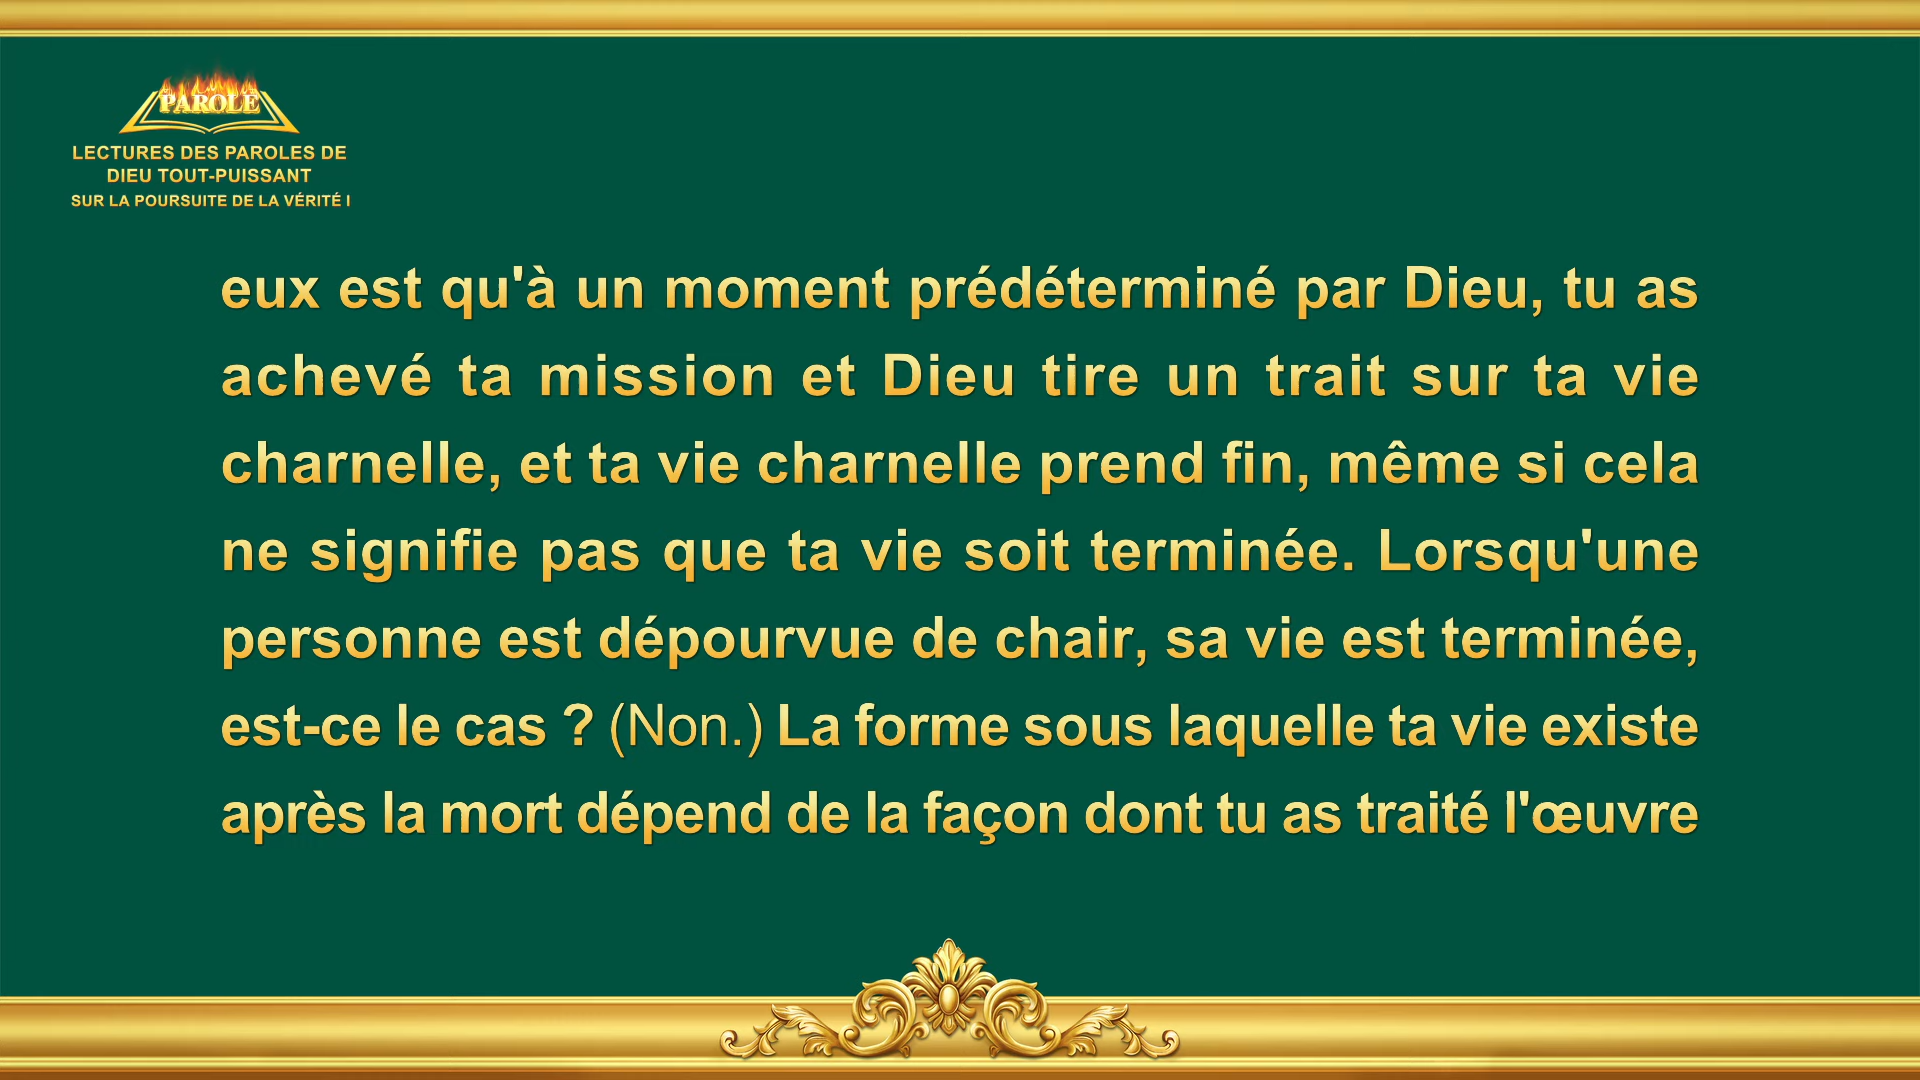 PAROLE
LECTURES DES PAROLES DE
DIEU TOUT-PUISSANT
SUR LA POURSUITE DE LA VÉRITÉ I
eux est qu'à un moment prédéterminé par Dieu, tu as
achevé ta mission et Dieu tire un trait sur ta vie
charnelle, et ta vie charnelle prend fin, même si cela
ne signifie pas que ta vie soit terminée. Lorsqu'une
personne est dépourvue de chair, sa vie est terminée,
est-ce le cas ? (Non.) La forme sous laquelle ta vie existe
après la mort dépend de la façon dont tu as traité l'œuvre